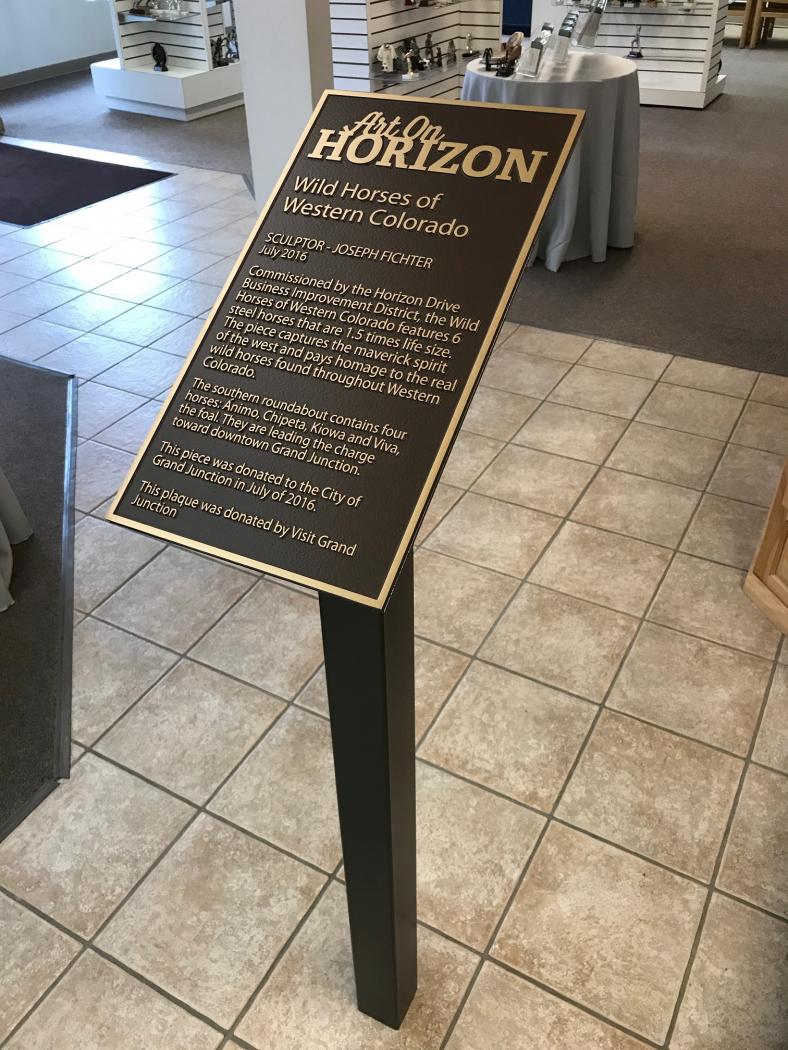 Art On
HORIZON
Wild Horses of
Western Colorado
SCULPTOR - JOSEPH FICHTER
July 2016
Commissioned by the Horizon Drive
Business Improvement District, the Wild
Horses of Western Colorado features 6
steel horses that are 1.5 times life size.
The piece captures the maverick spirit
of the west and pays homage to the real
wild horses found throughout Western
Colorado.
The southern roundabout contains four
horses; Animo, Chipeta, Kiowa and Viva,
the foal. They are leading the charge
toward downtown Grand Junction.
This piece was donated to the City of
Grand Junction in July of 2016.
This plaque was donated by Visit Grand
Junction